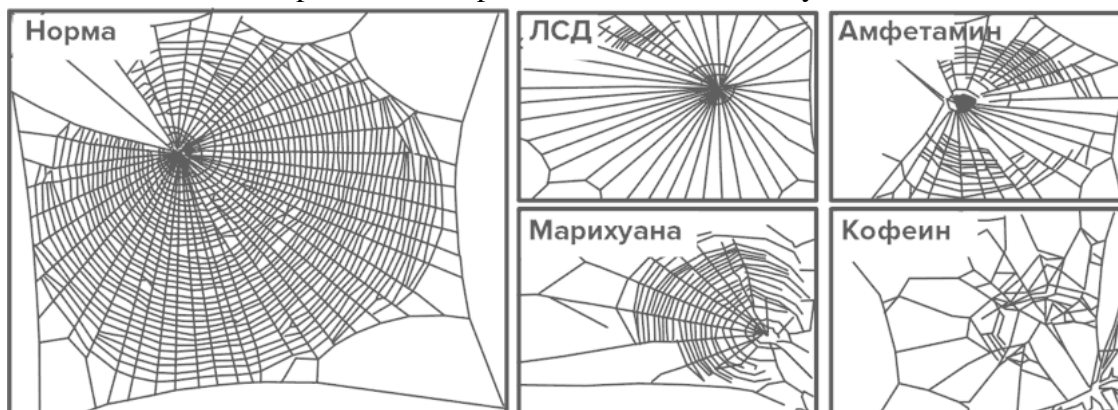 Норма
ЛСД
Амфетамин
Марихуана
Кофеин